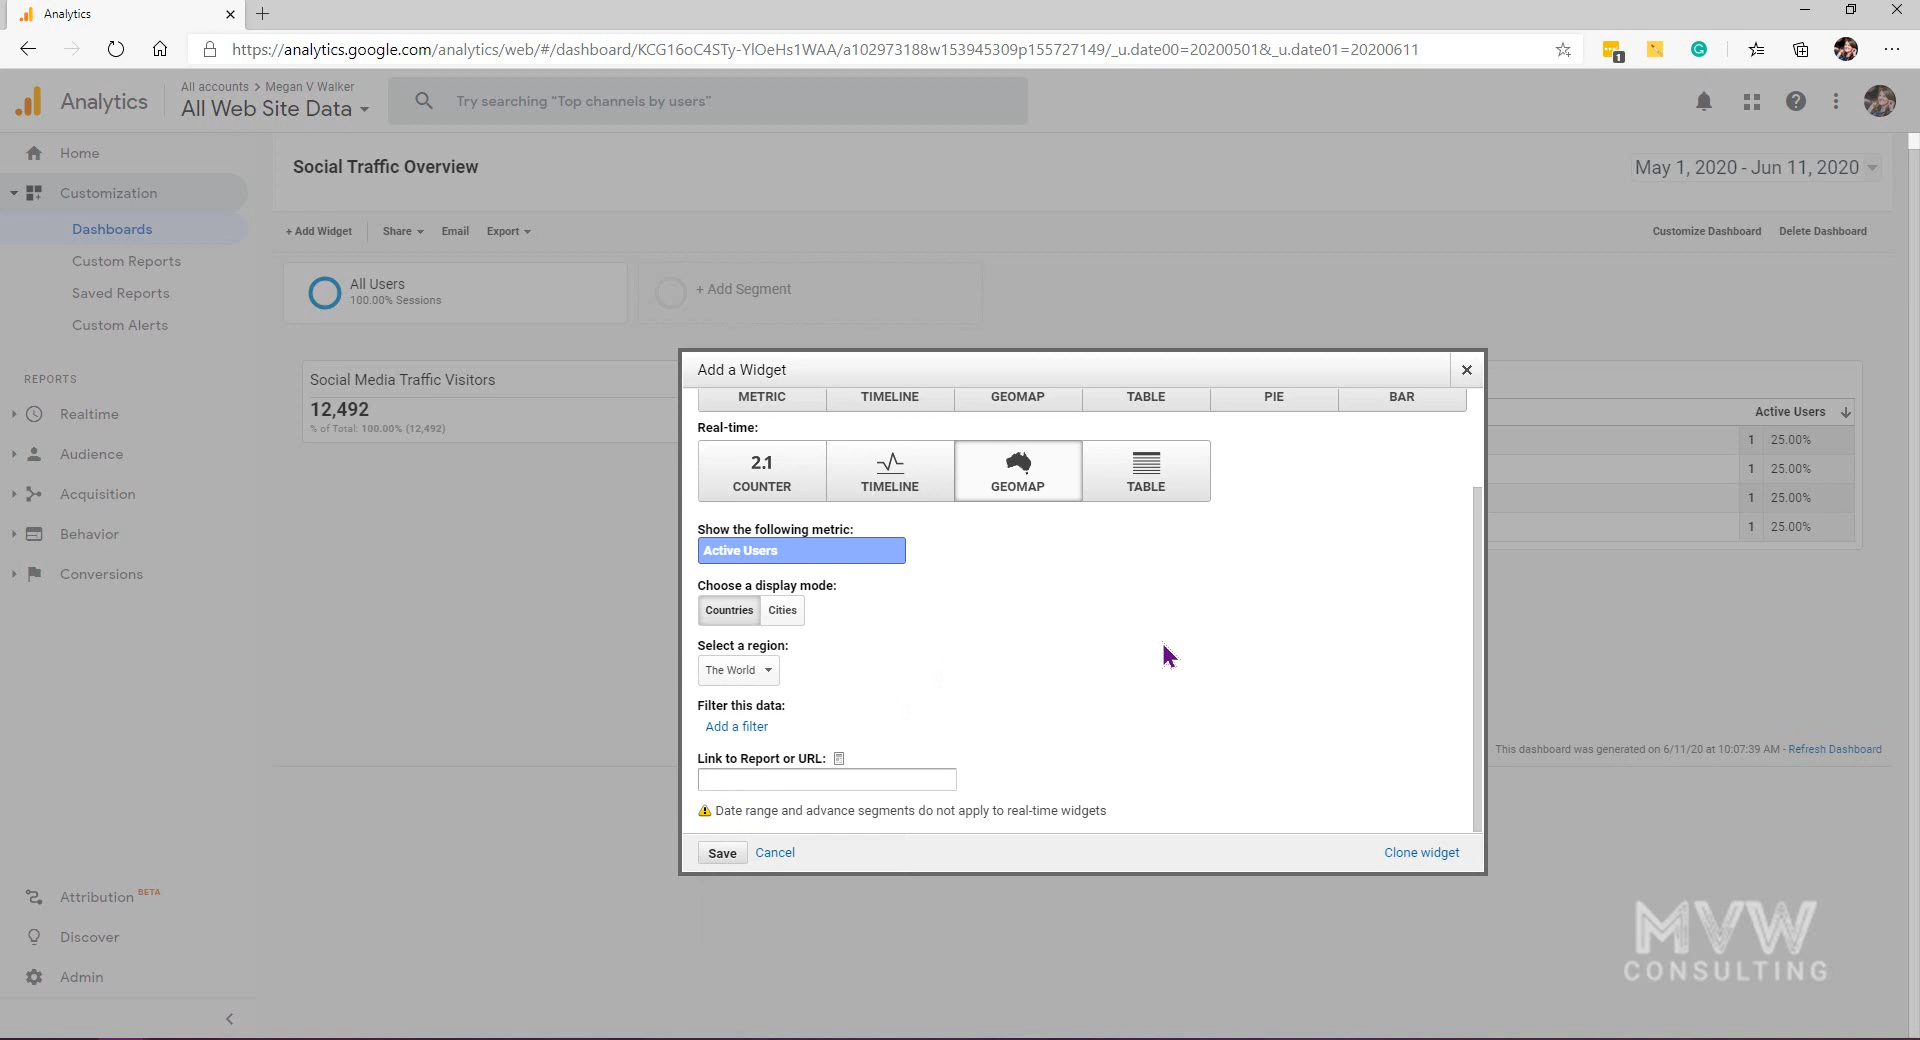 Analytics
https://analytics.google.com/analytics/web/#/dashboard/KCG16oC4STy-YlOeHs1WAA/a102973188w153945309p155727149/_u.date00=20200501&_u.date01=20200611
1
Analytics
All accounts > Megan V Walker
All Web Site Data
Try searching “Top channels by users”
Home
Customization
Dashboards
Custom Reports
Saved Reports
Custom Alerts
REPORTS
Realtime
Audience
Acquisition
Behavior
Conversions
Attribution BETA
Discover
Admin
Social Traffic Overview
May 1, 2020 - Jun 11, 2020
+ Add Widget
Share
Email
Export
Customize Dashboard
Delete Dashboard
All Users
100.00% Sessions
+ Add Segment
Social Media Traffic Visitors
12,492
% of Total: 100.00% (12,492)
Active Users
1 25.00%
1 25.00%
1 25.00%
1 25.00%
Add a Widget
METRIC TIMELINE GEOMAP TABLE PIE BAR
Real-time:
2.1
COUNTER TIMELINE GEOMAP TABLE
Show the following metric:
Active Users
Choose a display mode:
Countries Cities
Select a region:
The World
Filter this data:
Add a filter
Link to Report or URL:
Date range and advance segments do not apply to real-time widgets
Save Cancel Clone widget
This dashboard was generated on 6/11/20 at 10:07:39 AM - Refresh Dashboard
MVW
CONSULTING